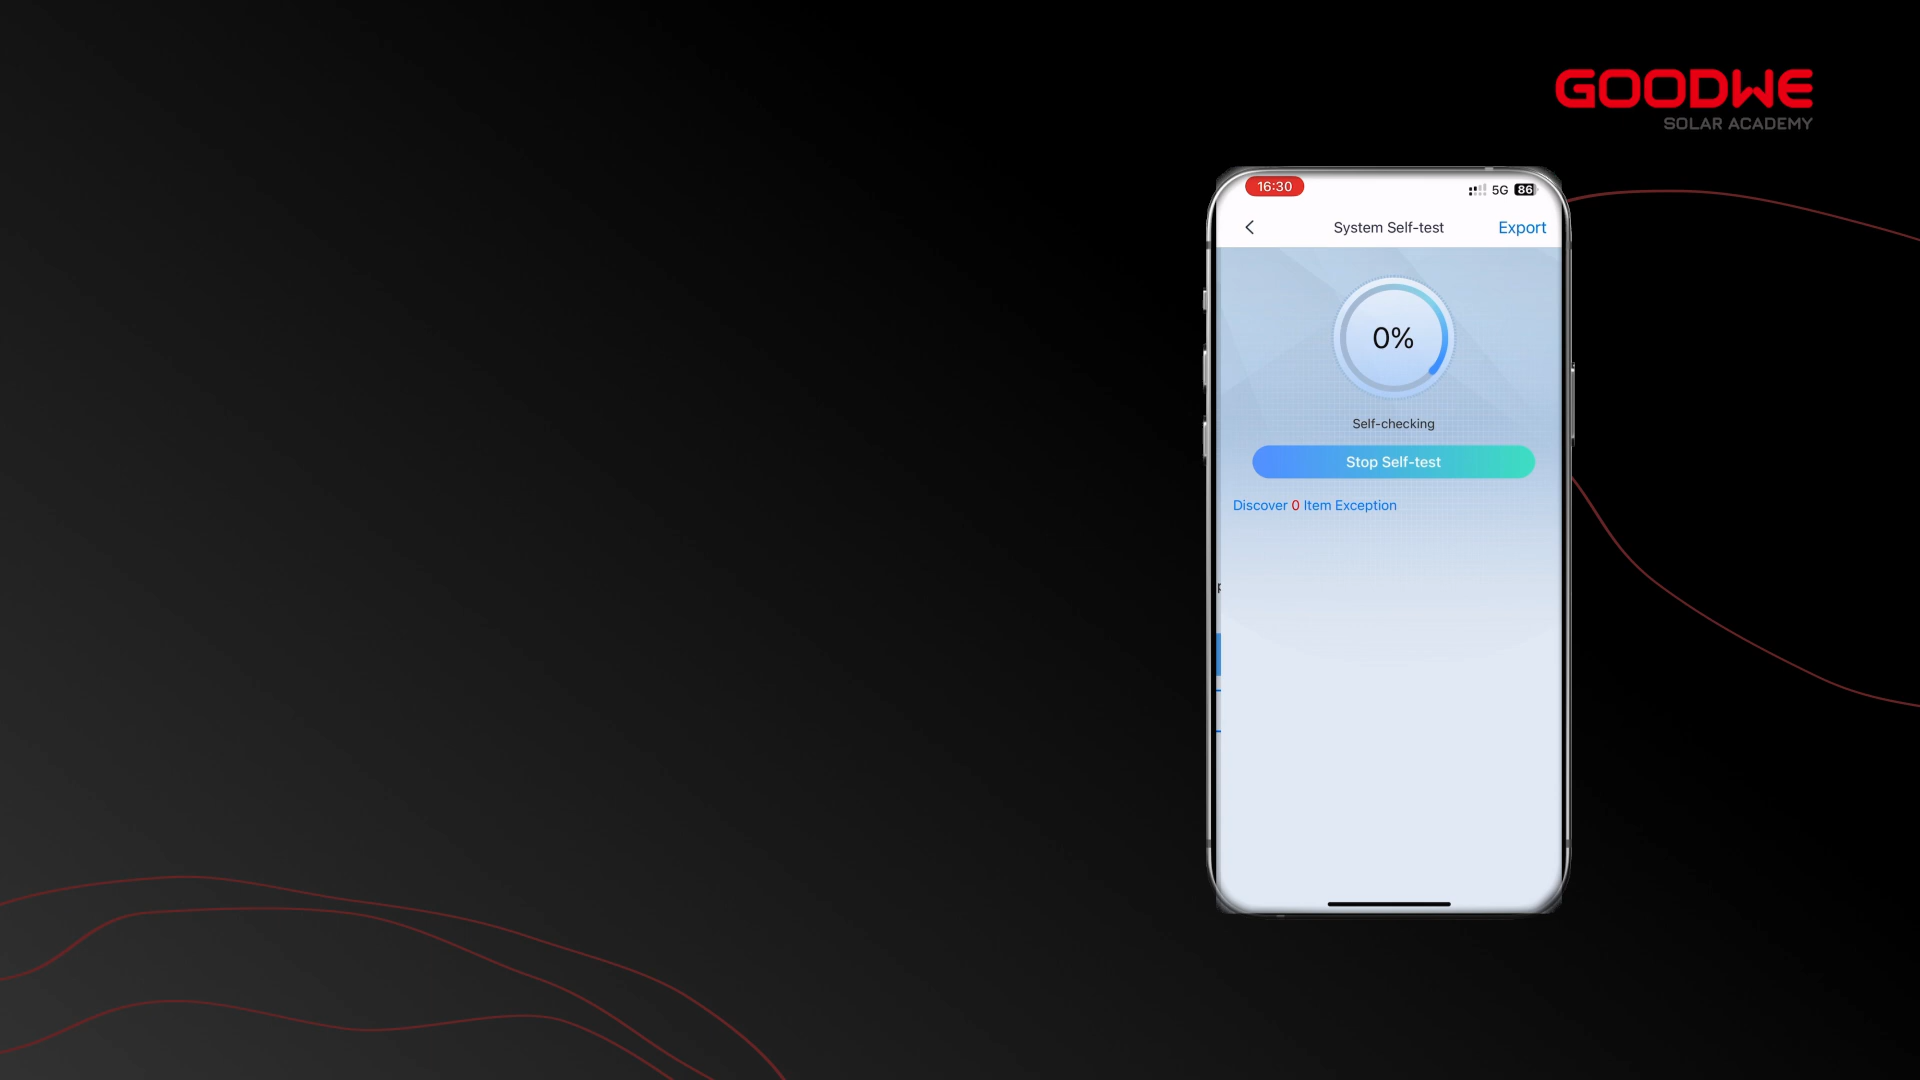 GOODWE
SOLAR ACADEMY
16:30
5G 86
System Self-test
Export
0%
Self-checking
Stop Self-test
Discover 0 Item Exception